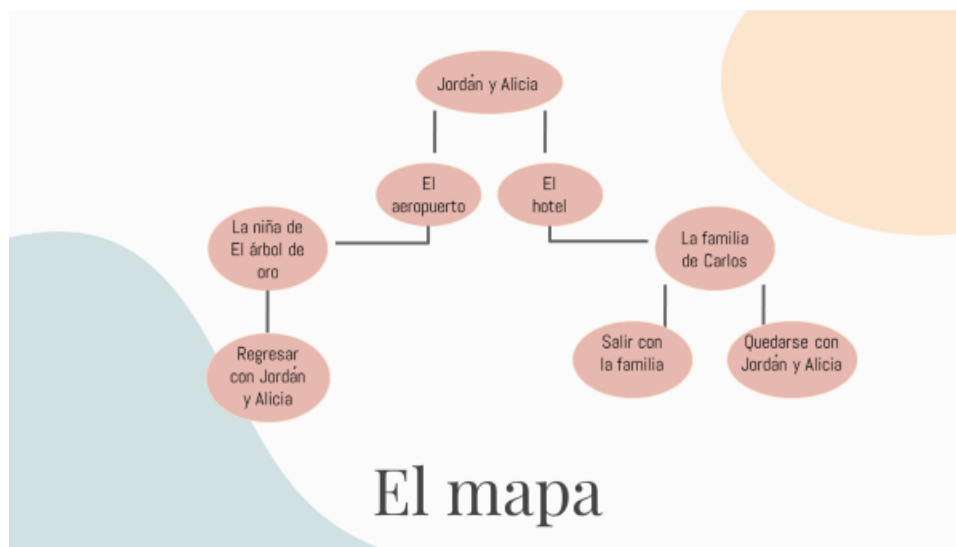 Jordán y Alicia
El
aeropuerto
El
hotel
La niña de
El árbol de
oro
La familia
de Carlos
Regresar
con Jordán
y Alicia
Salir con
la familia
Quedarse con
Jordán y Alicia
El mapa